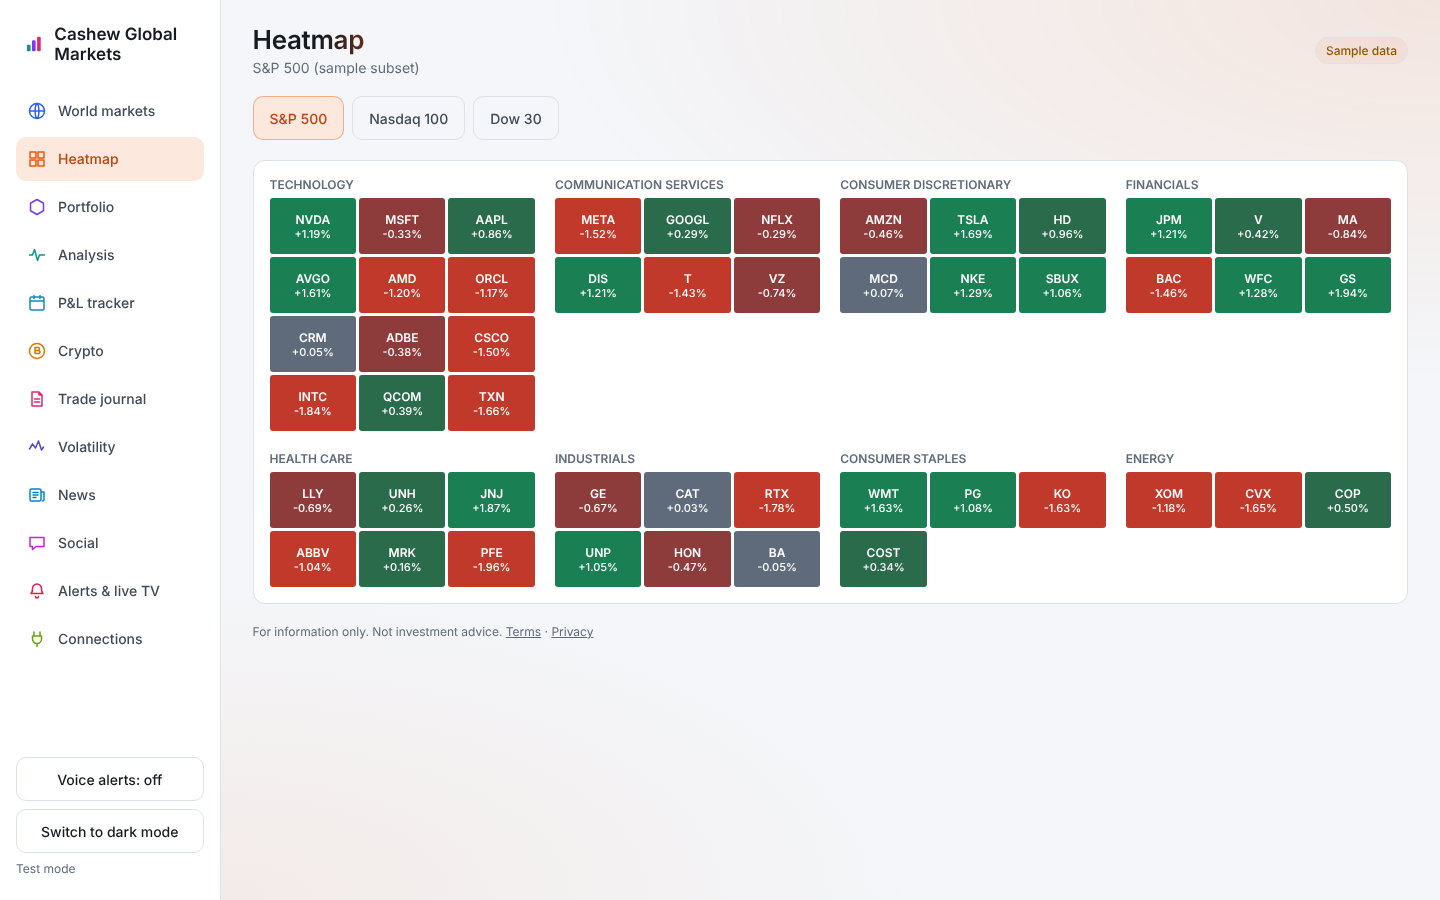 Cashew Global
Markets
World markets
Heatmap
Portfolio
Analysis
P&L tracker
Crypto
Trade journal
Volatility
News
Social
Alerts & live TV
Connections
Voice alerts: off
Switch to dark mode
Test mode
Heatmap
S&P 500 (sample subset)
Sample data
S&P 500 Nasdaq 100 Dow 30
TECHNOLOGY
NVDA MSFT AAPL
+1.19% -0.33% +0.86%
AVGO AMD ORCL
+1.61% -1.20% -1.17%
CRM ADBE CSCO
+0.05% -0.38% -1.50%
INTC QCOM TXN
-1.84% +0.39% -1.66%
COMMUNICATION SERVICES
META GOOGL NFLX
-1.52% +0.29% -0.29%
DIS T VZ
+1.21% -1.43% -0.74%
CONSUMER DISCRETIONARY
AMZN TSLA HD
-0.46% +1.69% +0.96%
MCD NKE SBUX
+0.07% +1.29% +1.06%
FINANCIALS
JPM V MA
+1.21% +0.42% -0.84%
BAC WFC GS
-1.46% +1.28% +1.94%
HEALTH CARE
LLY UNH JNJ
-0.69% +0.26% +1.87%
ABBV MRK PFE
-1.04% +0.16% -1.96%
INDUSTRIALS
GE CAT RTX
-0.67% +0.03% -1.78%
UNP HON BA
+1.05% -0.47% -0.05%
CONSUMER STAPLES
WMT PG KO
+1.63% +1.08% -1.63%
COST
+0.34%
ENERGY
XOM CVX COP
-1.18% -1.65% +0.50%
For information only. Not investment advice. Terms · Privacy